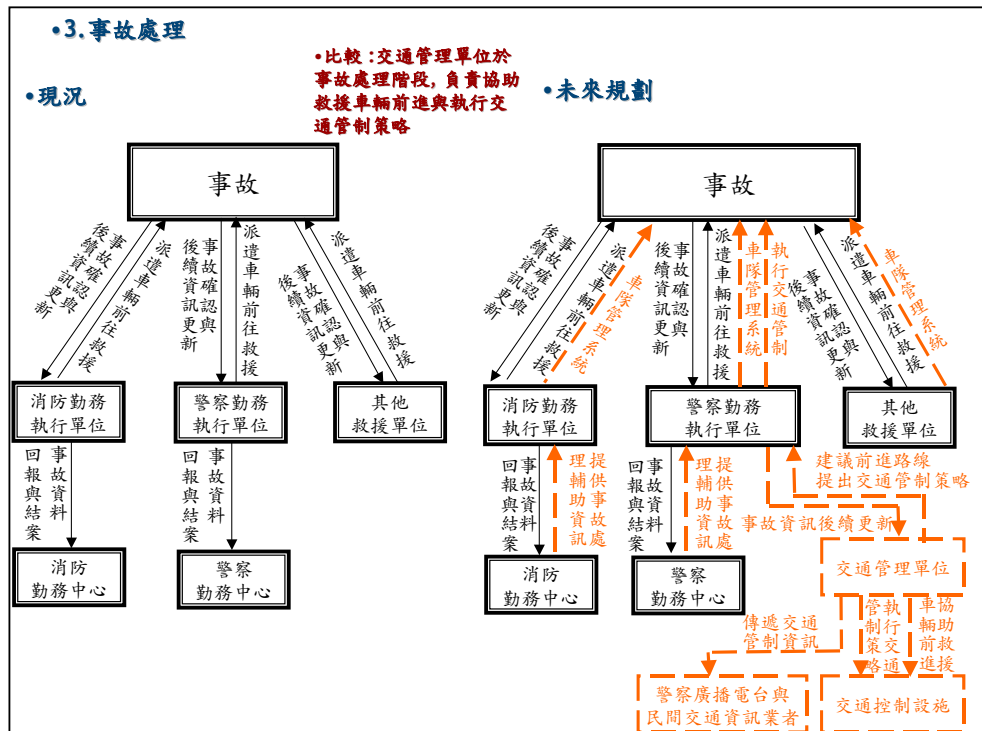 •3.事故處理
•比較:交通管理單位於
事故處理階段,負責協助
救援車輛前進與執行交
通管制策略
•現況
事故
事故確認與
後續資訊更新
派遣車輛前往救援
事故確認與
後續資訊更新
派遣車輛前往救援
事故確認與
後續資訊更新
派遣車輛前往救援
消防勤務
執行單位
警察勤務
執行單位
其他
救援單位
事故資料
回報與結案
事故資料
回報與結案
消防
勤務中心
警察
勤務中心
•未來規劃
事故
事故確認與
後續資訊更新
派遣車輛前往救援
車隊管理系統
事故確認與
後續資訊更新
派遣車輛前往救援
車隊管理系統
執行交通管制
事故確認與
後續資訊更新
派遣車輛前往救援
車隊管理系統
消防勤務
執行單位
警察勤務
執行單位
其他
救援單位
事故資料
回報與結案
提供事故處
理輔助資訊
事故資料
回報與結案
提供事故處
理輔助資訊
建議前進路線
提出交通管制策略
事故資訊後續更新
消防
勤務中心
警察
勤務中心
交通管理單位
傳遞交通
管制資訊
執行交通
管制策略
協助救援
車輛前進
警察廣播電台與
民間交通資訊業者
交通控制設施